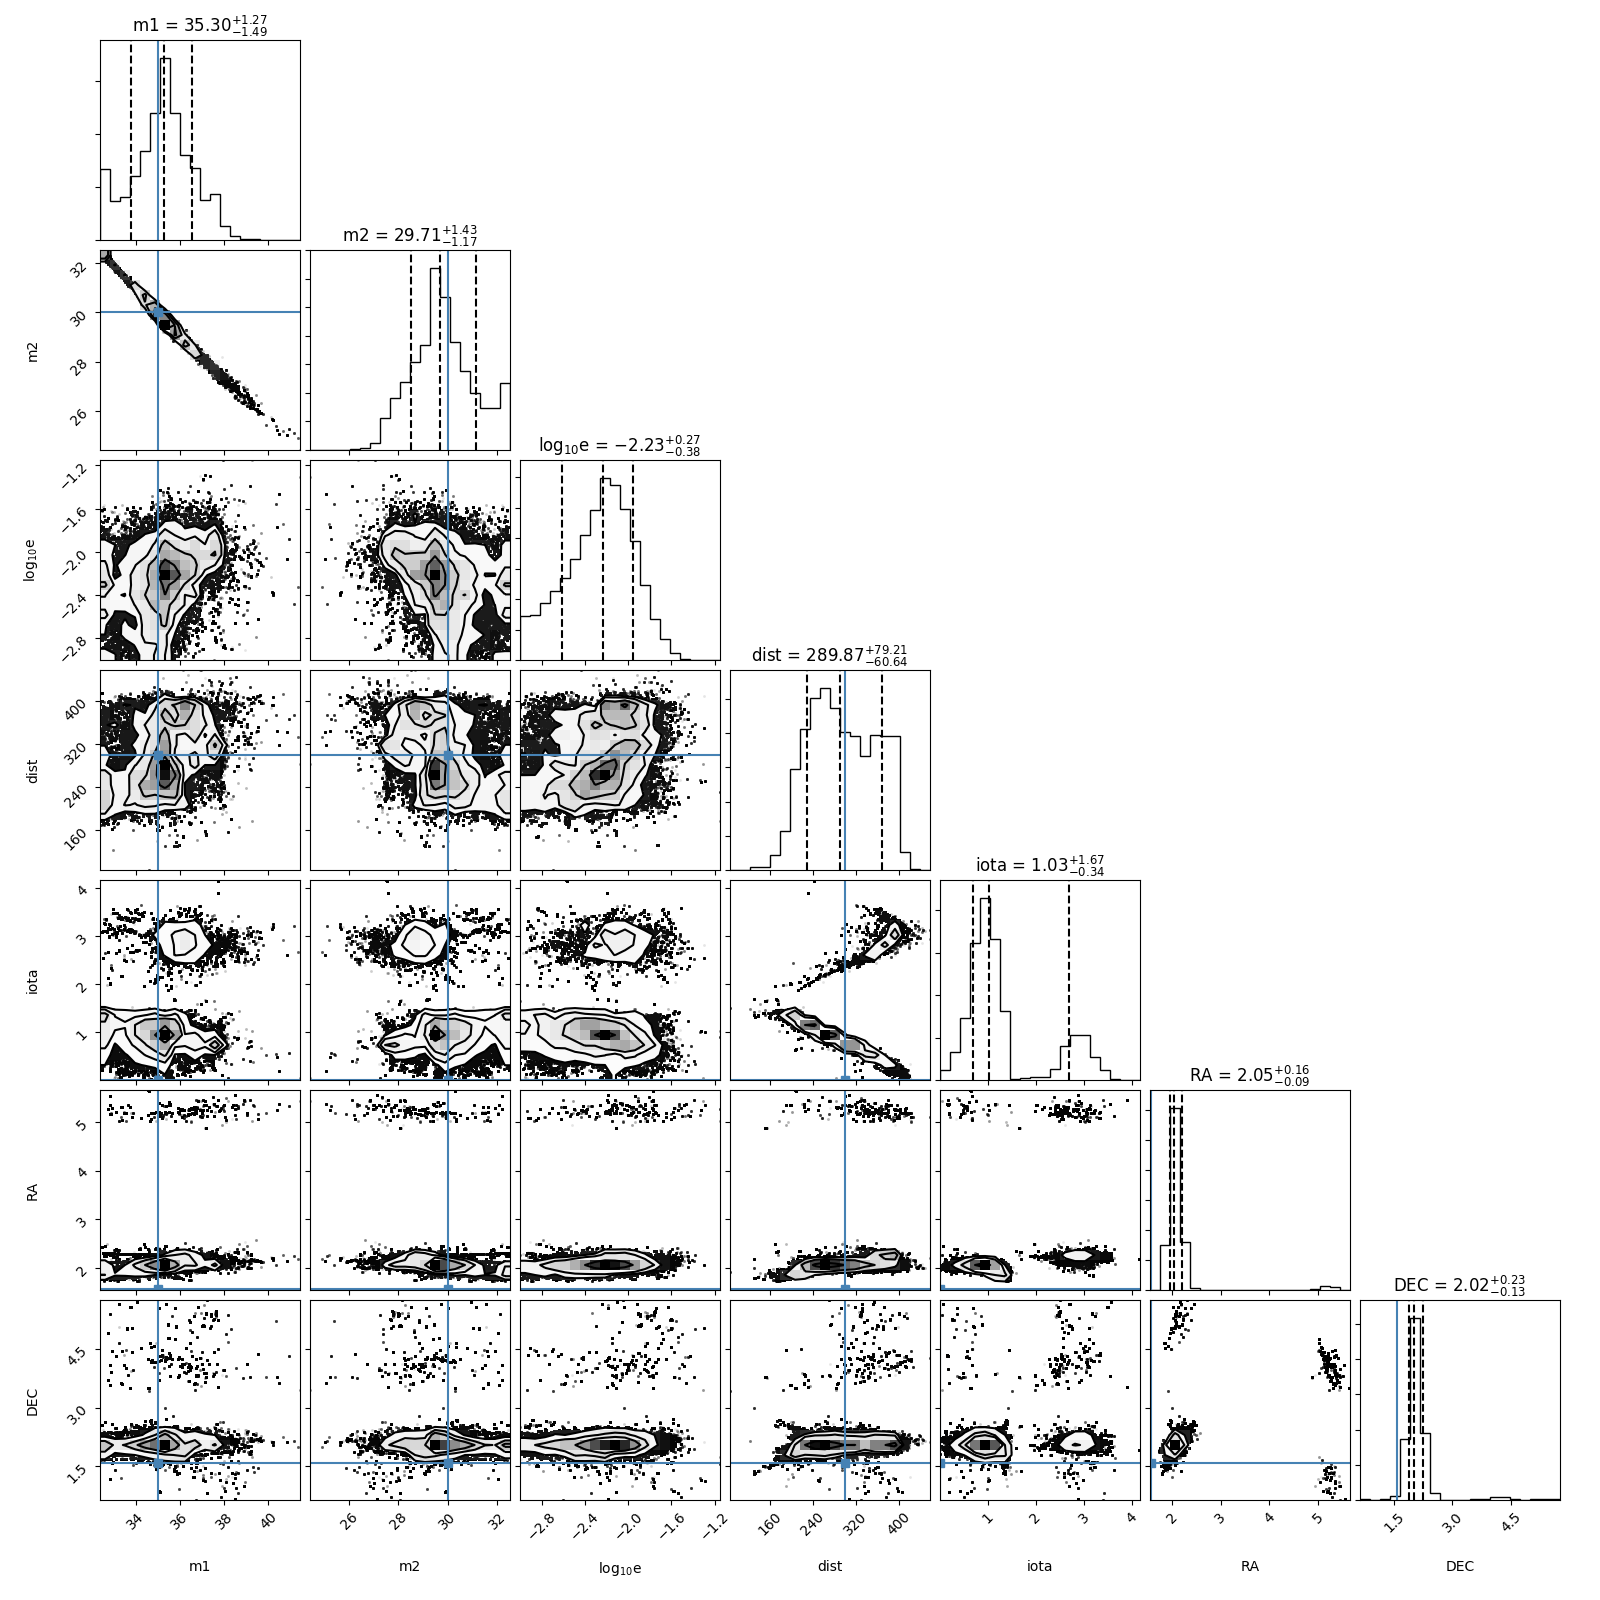 m1 = 35.30+1.27−1.49
m2 = 29.71+1.43−1.17
32
30
28
26
m2
log10e = −2.23+0.27−0.38
−1.2
−1.6
−2.0
−2.4
−2.8
log10e
dist = 289.87+79.21−60.64
400
320
240
160
dist
iota = 1.03+1.67−0.34
4
3
2
1
iota
RA = 2.05+0.16−0.09
5
4
3
2
RA
DEC = 2.02+0.23−0.13
4.5
3.0
1.5
DEC
34 36 38 40 26 28 30 32 −2.8 −2.4 −2.0 −1.6 −1.2 160 240 320 400 1 2 3 4 2 3 4 5 1.5 3.0 4.5
m1 m2 log10e dist iota RA DEC